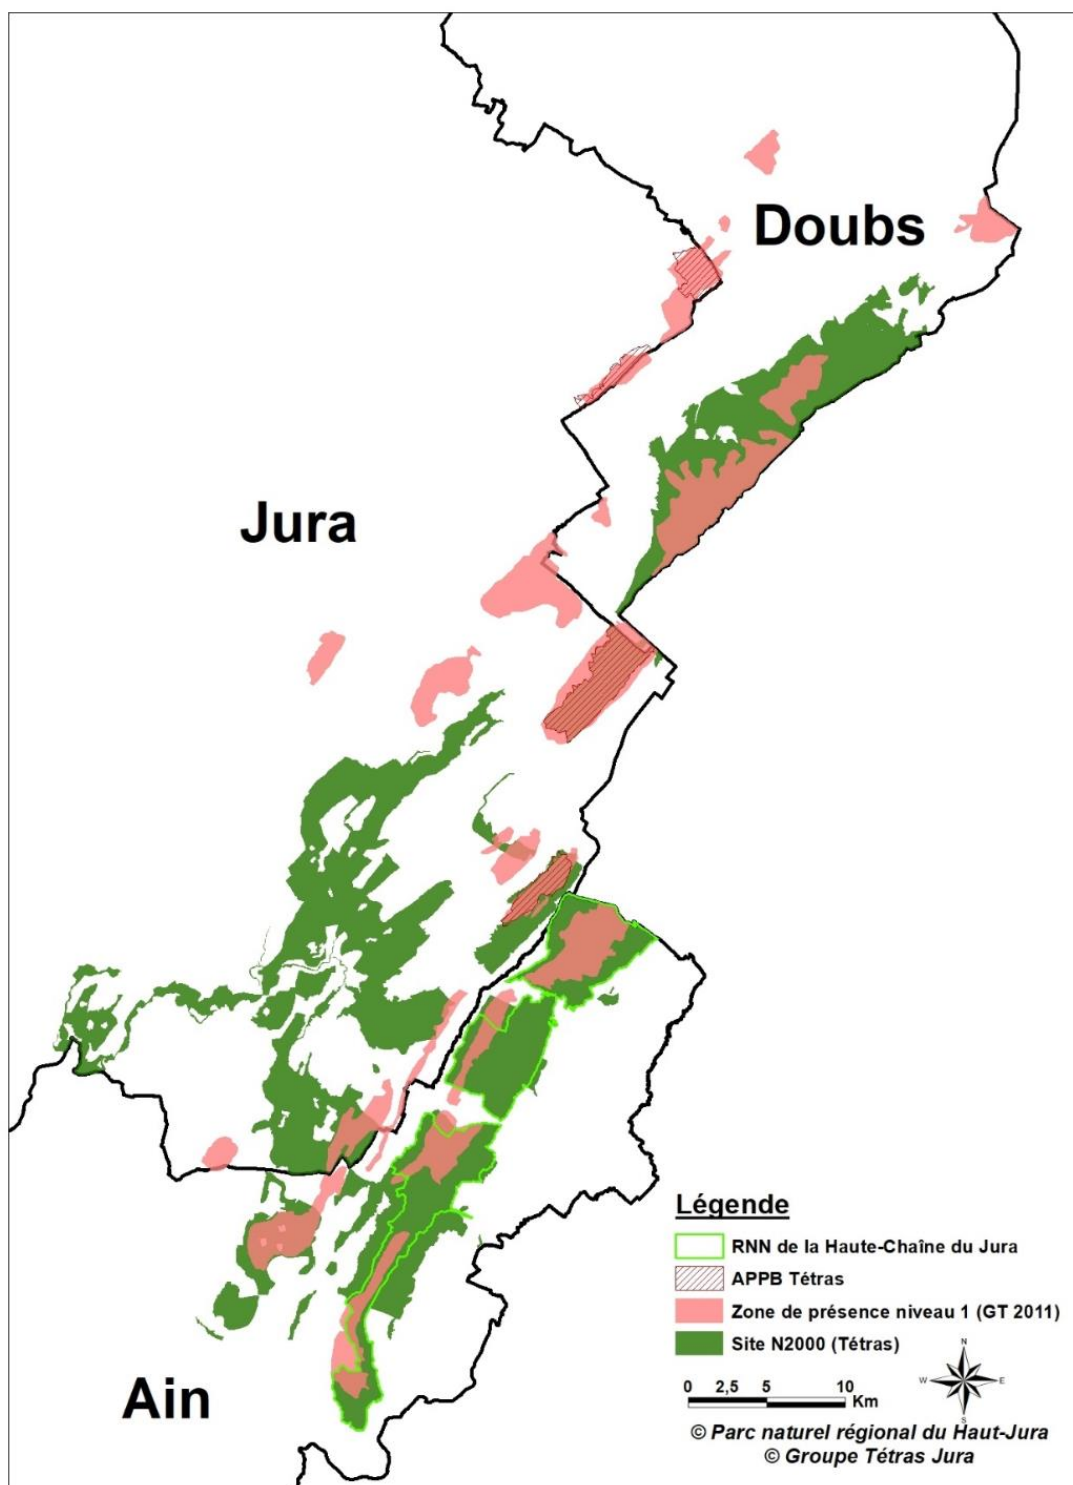 Doubs
Jura
Ain
Légende
RNN de la Haute-Chaîne du Jura
APPB Tétras
Zone de présence niveau 1 (GT 2011)
Site N2000 (Tétras)
N
W E
S
0 2,5 5 10
Km
© Parc naturel régional du Haut-Jura
© Groupe Tétras Jura